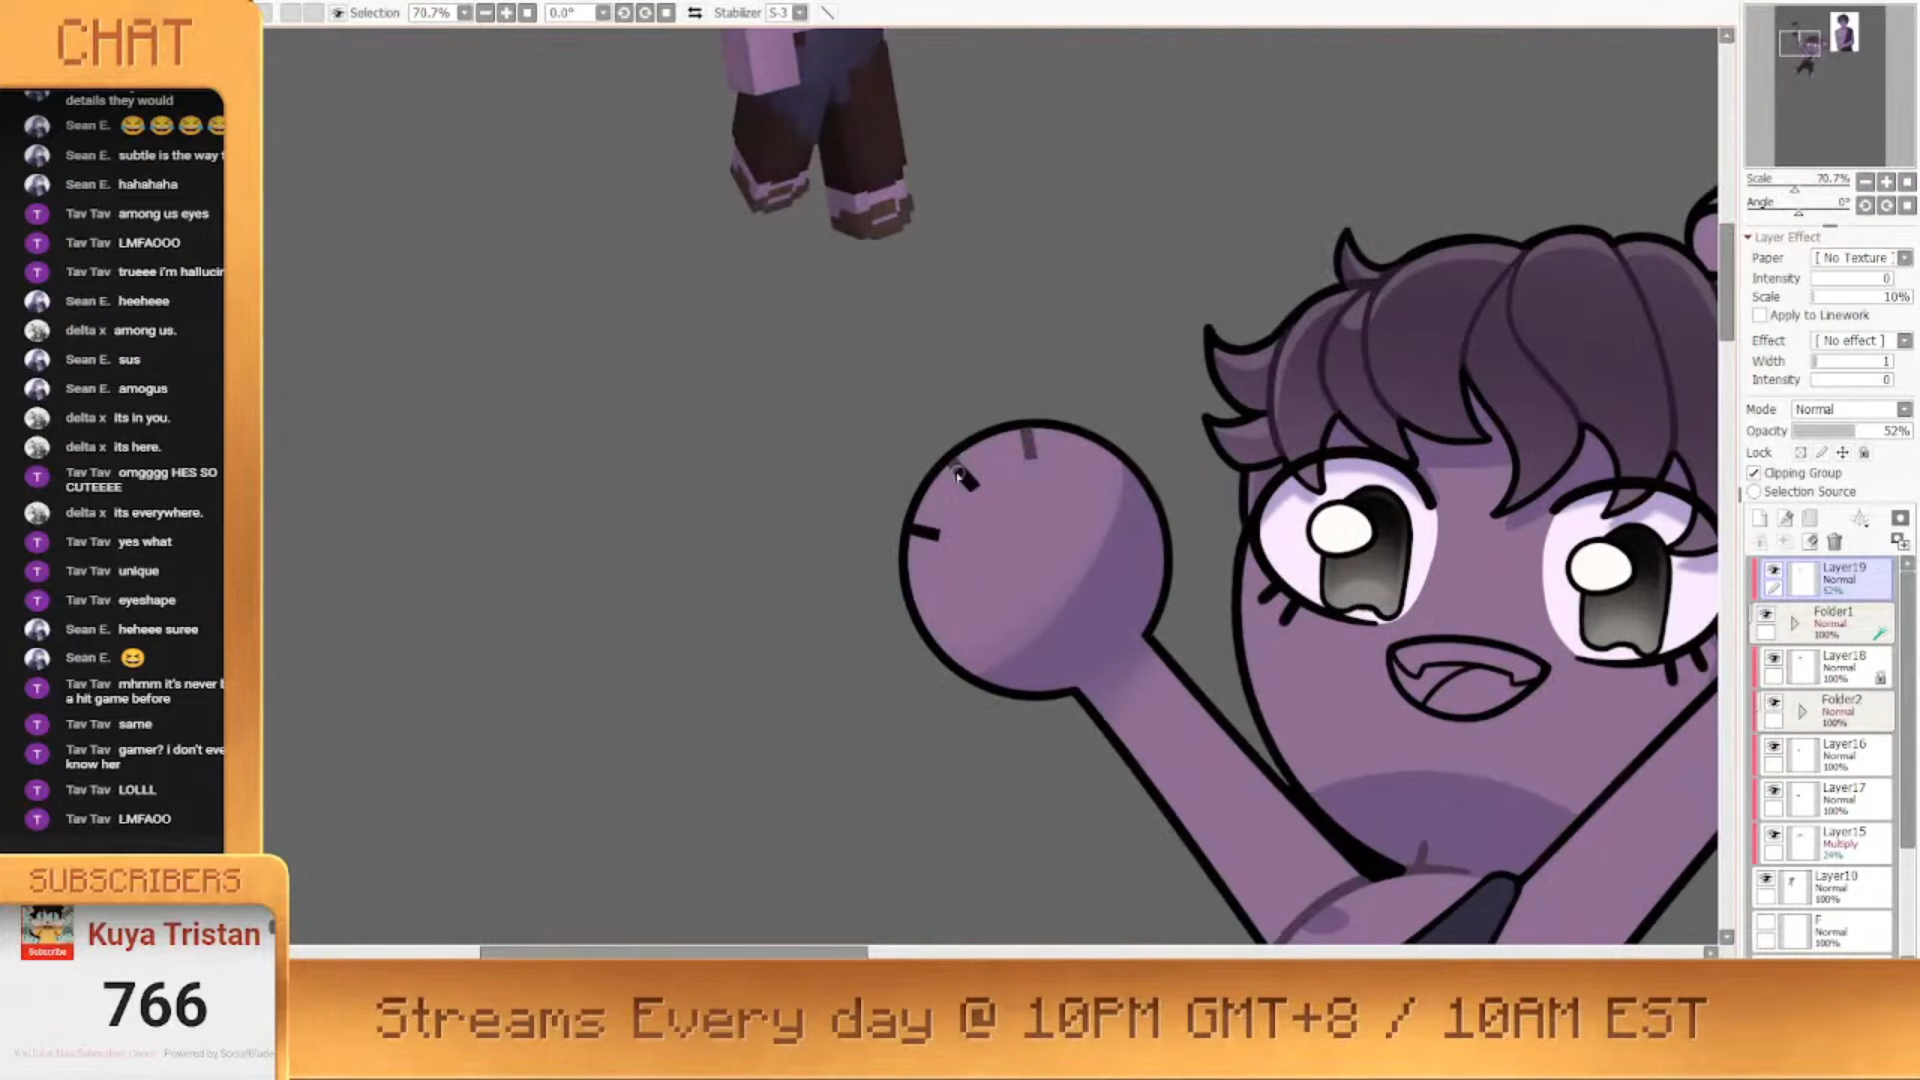 CHAT
details they would
Sean E. 😂😂😂😂
Sean E. subtle is the way
Sean E. hahahaha
Tav Tav among us eyes
Tav Tav LMFAOOO
Tav Tav trueee i'm hallucir
Sean E. heeheee
delta x among us.
Sean E. sus
Sean E. amogus
delta x its in you.
delta x its here.
Tav Tav omgggg HES SO
CUTEEEE
delta x its everywhere.
Tav Tav yes what
Tav Tav unique
Tav Tav eyeshape
Tav Tav heheee suree
Sean E. 😆
Tav Tav mhmm it's never b
a hit game before
Tav Tav same
Tav Tav gamer? i don't eve
know her
Tav Tav LOLLL
Tav Tav LMFAOO
SUBSCRIBERS
Subscribe
Kuya Tristan
766
Powered by SocialBlade
Streams Every day @ 10PM GMT+8 / 10AM EST
Selection 70.7% 0.0° Stabilizer S-3
Scale 70.7%
Angle 0°
Layer Effect
Paper [ No Texture ]
Intensity 0
Scale 10%
Apply to Linework
Effect [ No effect ]
Width 1
Intensity 0
Mode Normal
Opacity 52%
Lock
Clipping Group
Selection Source
Layer19
Normal
52%
Folder1
Normal
100%
Layer18
Normal
100%
Folder2
Normal
100%
Layer16
Normal
100%
Layer17
Normal
100%
Layer15
Multiply
24%
Layer10
Normal
100%
F
Normal
100%